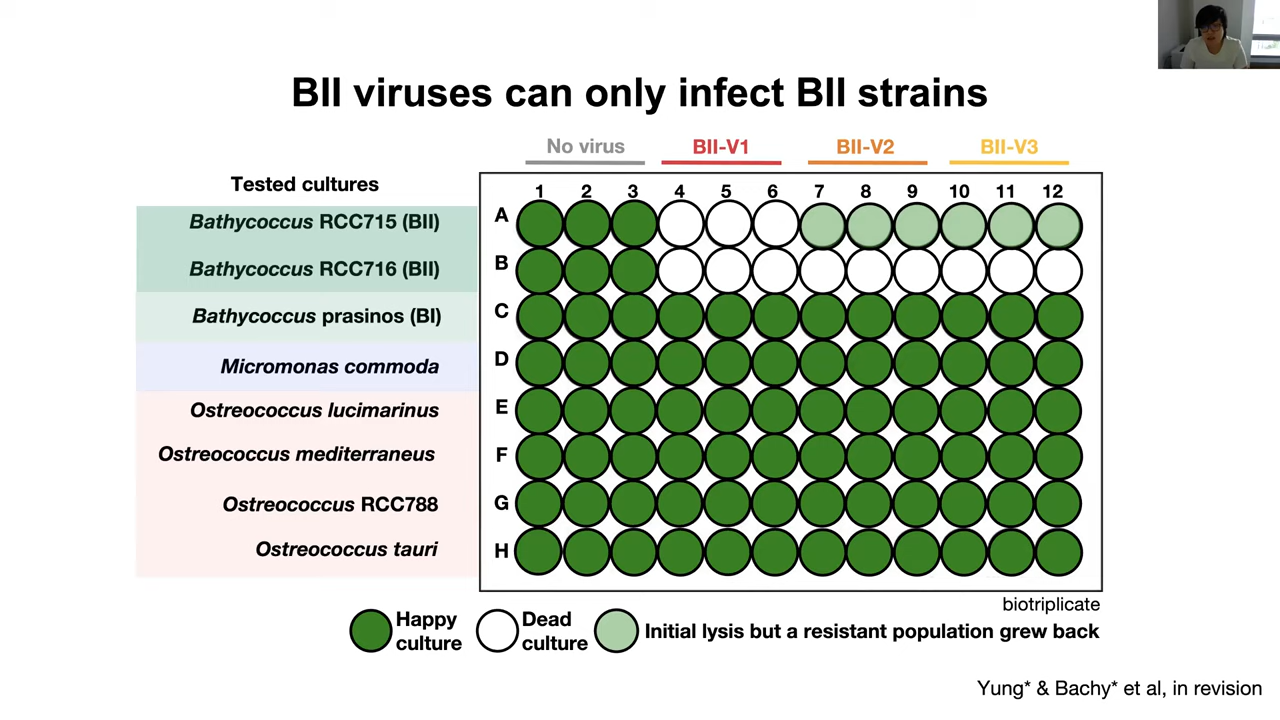 BII viruses can only infect BII strains
No virus BII-V1 BII-V2 BII-V3
Tested cultures
1 2 3 4 5 6 7 8 9 10 11 12
A
Bathycoccus RCC715 (BII)
B
Bathycoccus RCC716 (BII)
C
Bathycoccus prasinos (BI)
D
Micromonas commoda
E
Ostreococcus lucimarinus
F
Ostreococcus mediterraneus
G
Ostreococcus RCC788
H
Ostreococcus tauri
biotriplicate
Happy
culture
Dead
culture
Initial lysis but a resistant population grew back
Yung* & Bachy* et al, in revision